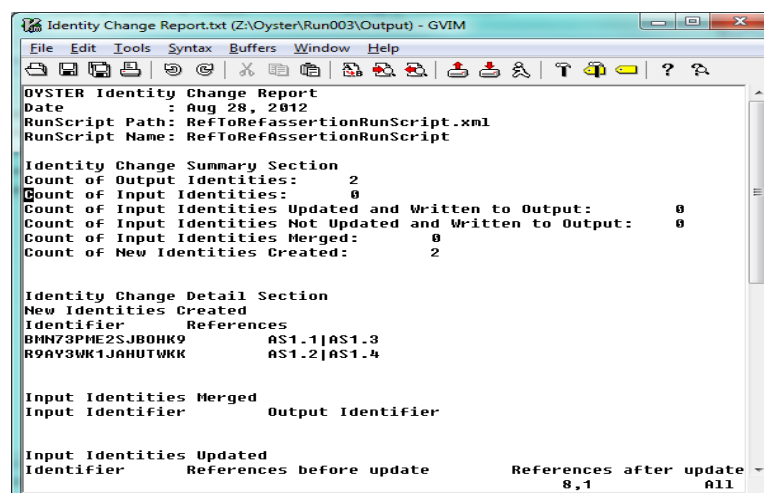 Identity Change Report.txt (Z:\Oyster\Run003\Output) - GVIM
File Edit Tools Syntax Buffers Window Help
OYSTER Identity Change Report
Date : Aug 28, 2012
RunScript Path: RefToRefassertionRunScript.xml
RunScript Name: RefToRefAssertionRunScript
Identity Change Summary Section
Count of Output Identities: 2
Count of Input Identities: 0
Count of Input Identities Updated and Written to Output: 0
Count of Input Identities Not Updated and Written to Output: 0
Count of Input Identities Merged: 0
Count of New Identities Created: 2
Identity Change Detail Section
New Identities Created
Identifier References
BMN73PME2SJBOHK9 AS1.1|AS1.3
R9AY3WK1JAHUTWKK AS1.2|AS1.4
Input Identities Merged
Input Identifier Output Identifier
Input Identities Updated
Identifier References before update References after update
8,1 All